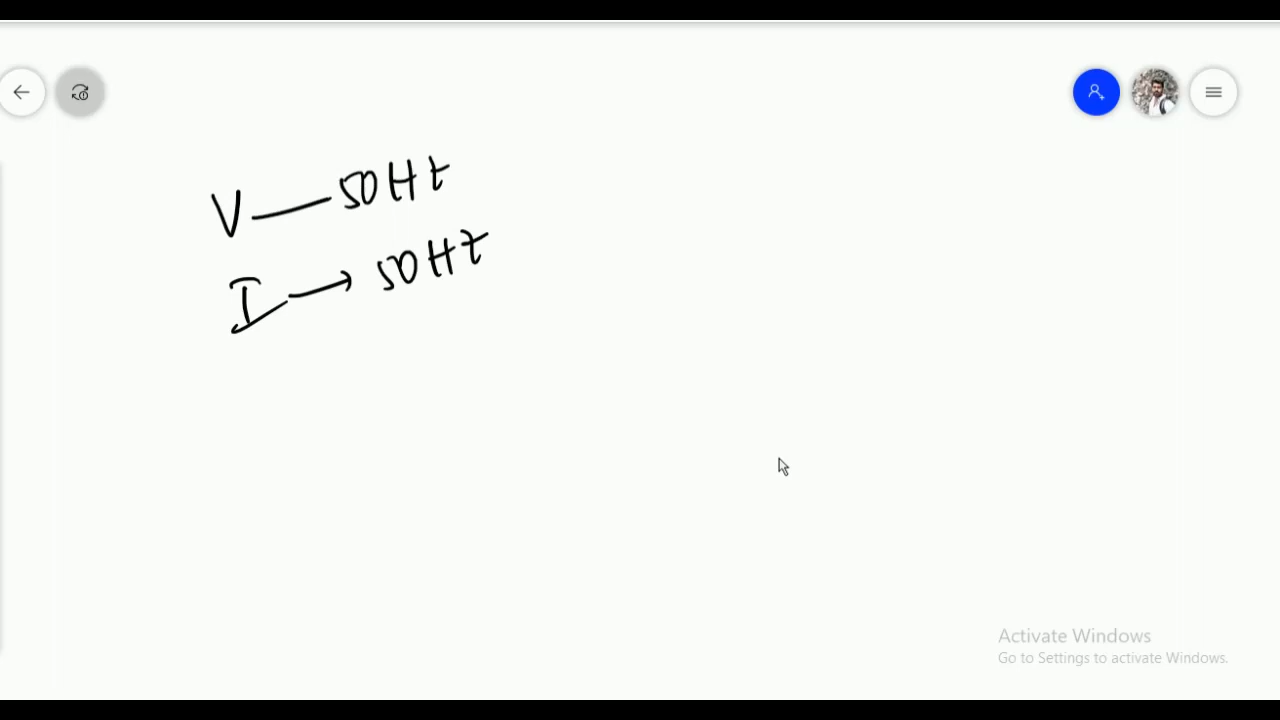 V — 50Hz
I → 50Hz
Activate Windows
Go to Settings to activate Windows.